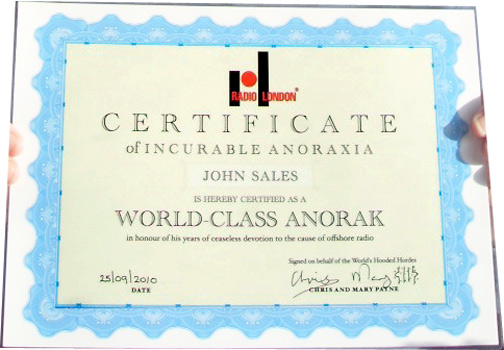 RADIO LONDON
CERTIFICATE
of INCURABLE ANORAXIA
JOHN SALES
IS HEREBY CERTIFIED AS A
WORLD-CLASS ANORAK
in honour of his years of ceaseless devotion to the cause of offshore radio
Signed on behalf of the World's Hooded Hordes
Chris Mary
25/09/2010
DATE
CHRIS AND MARY PAYNE